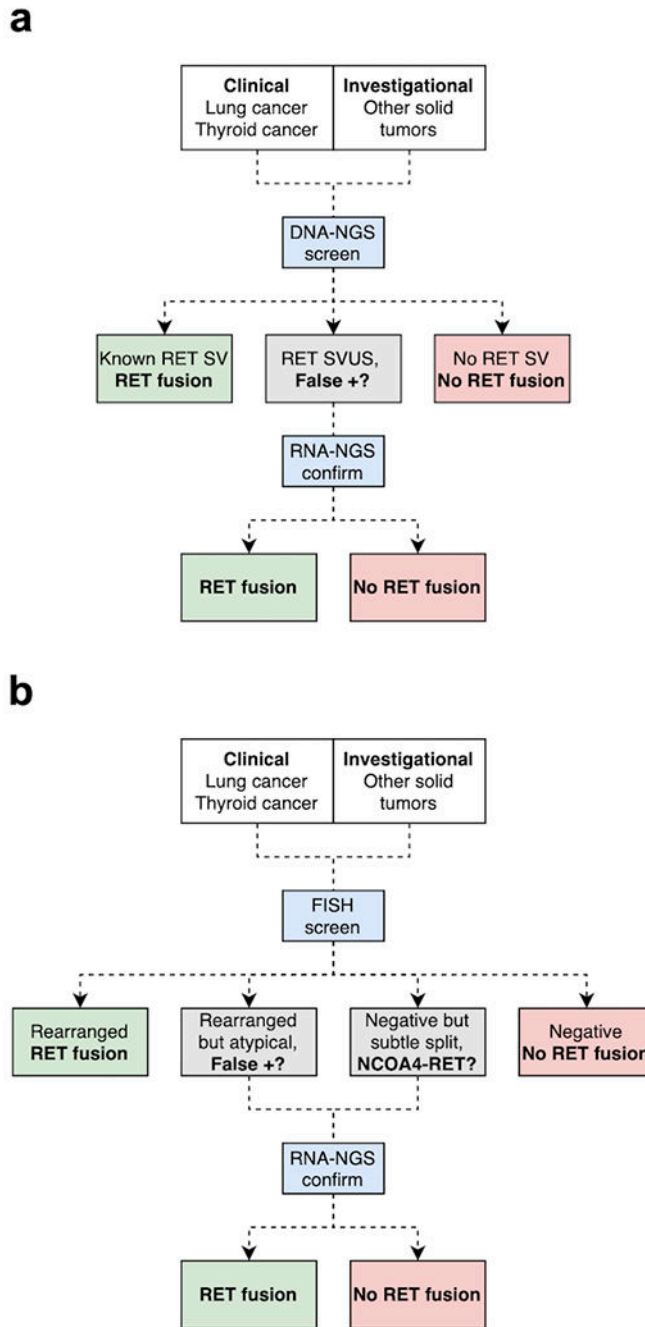 a
Clinical
Lung cancer
Thyroid cancer
Investigational
Other solid
tumors
DNA-NGS
screen
Known RET SV
RET fusion
RET SVUS,
False +?
No RET SV
No RET fusion
RNA-NGS
confirm
RET fusion
No RET fusion
b
Clinical
Lung cancer
Thyroid cancer
Investigational
Other solid
tumors
FISH
screen
Rearranged
RET fusion
Rearranged
but atypical,
False +?
Negative but
subtle split,
NCOA4-RET?
Negative
No RET fusion
RNA-NGS
confirm
RET fusion
No RET fusion